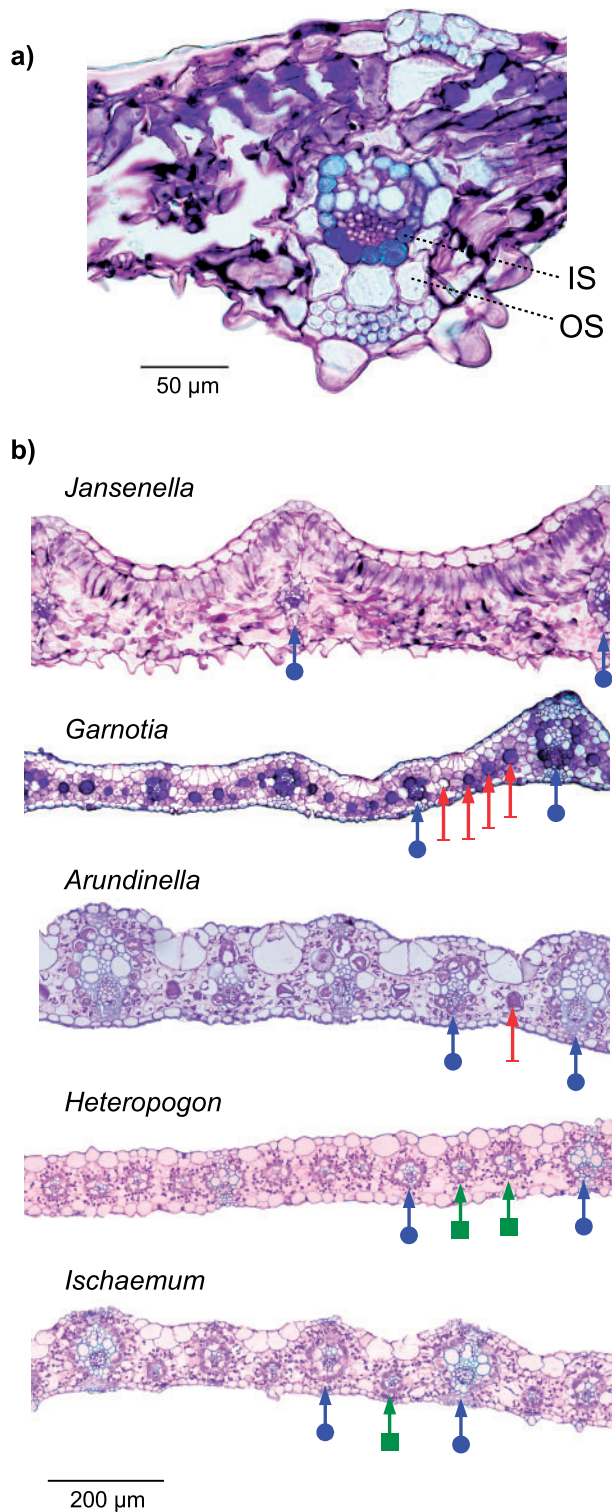 a)
IS
OS
50 µm
b)
Jansenella
Garnotia
Arundinella
Heteropogon
Ischaemum
200 µm